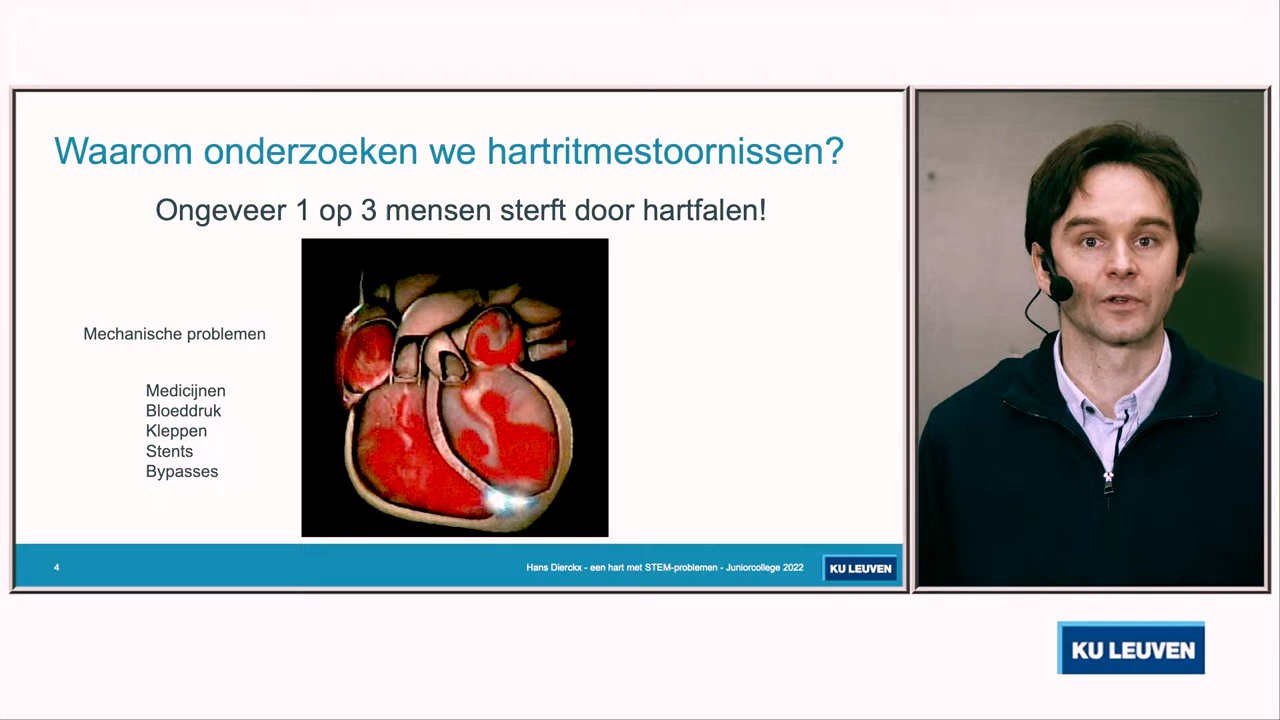 Waarom onderzoeken we hartritmestoornissen?
Ongeveer 1 op 3 mensen sterft door hartfalen!
Mechanische problemen
Medicijnen
Bloeddruk
Kleppen
Stents
Bypasses
4
Hans Dierckx - een hart met STEM-problemen - Juniorcollege 2022
KU LEUVEN
KU LEUVEN